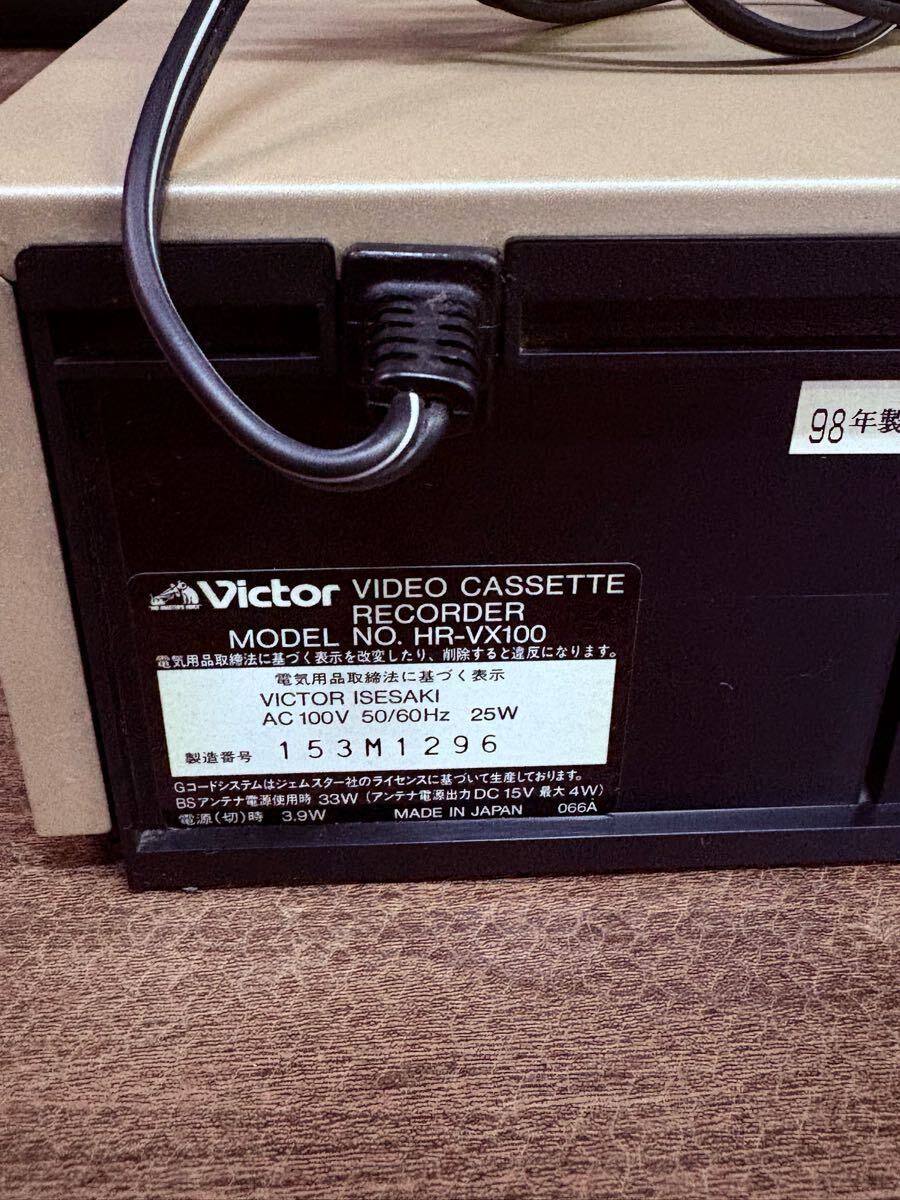 98年製
Victor VIDEO CASSETTE
RECORDER
MODEL NO. HR-VX100
電気用品取締法に基づく表示を改変したり、削除すると違反になります。
電気用品取締法に基づく表示
VICTOR ISESAKI
AC 100V 50/60Hz 25W
製造番号 153M1296
Gコードシステムはジェムスター社のライセンスに基づいて生産しております。
BSアンテナ電源使用時 33W (アンテナ電源出力 DC 15V 最大 4W)
電源(切)時 3.9W MADE IN JAPAN 066A